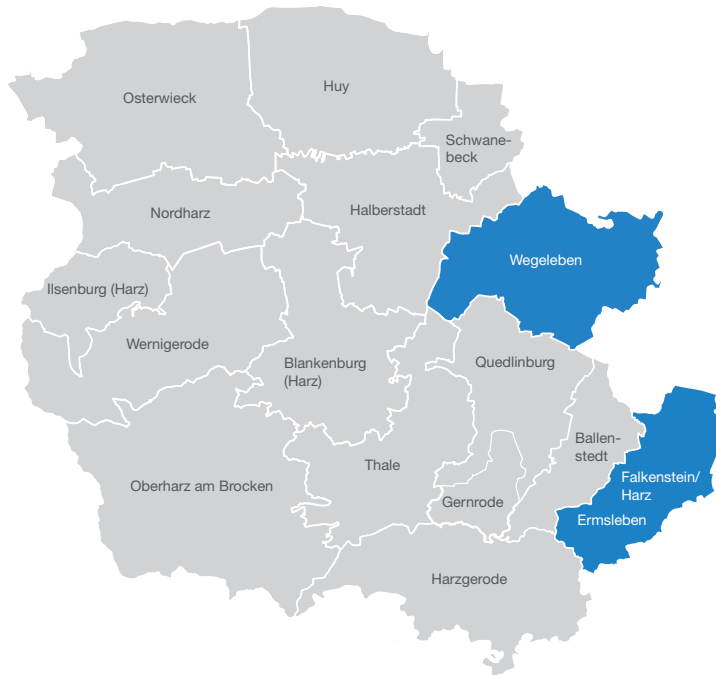 Huy
Osterwieck
Schwane-
beck
Nordharz
Halberstadt
Wegeleben
Ilsenburg (Harz)
Wernigerode
Blankenburg
(Harz)
Quedlinburg
Ballen-
stedt
Thale
Falkenstein/
Harz
Oberharz am Brocken
Gernrode
Ermsleben
Harzgerode